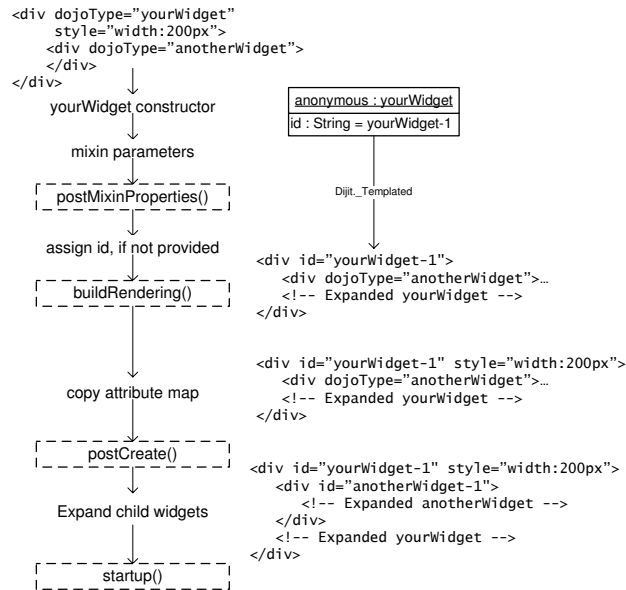 <div dojoType=”yourWidget”
style=”width:200px”>
<div dojoType=”anotherWidget”>
</div>
</div>
yourWidget constructor
mixin parameters
postMixinProperties()
assign id, if not provided
buildRendering()
copy attribute map
postCreate()
Expand child widgets
startup()
anonymous : yourWidget
id : String = yourWidget-1
Dijit._Templated
<div id=”yourWidget-1”>
<div dojoType=”anotherWidget”>…
<!-- Expanded yourWidget -->
</div>
<div id=”yourWidget-1” style=”width:200px”>
<div dojoType=”anotherWidget”>…
<!-- Expanded yourWidget -->
</div>
<div id=”yourWidget-1” style=”width:200px”>
<div id=”anotherWidget-1”>
<!-- Expanded anotherWidget -->
</div>
<!-- Expanded yourWidget -->
</div>